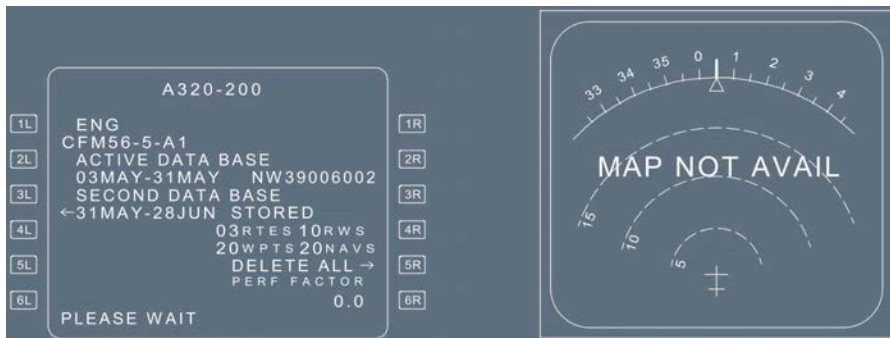 A320-200
1L ENG 1R
CFM56-5-A1
2L ACTIVE DATA BASE 2R
03MAY-31MAY NW39006002
3L SECOND DATA BASE 3R
←31MAY-28JUN STORED
4L 03RTES 10RWS 4R
20WPTS 20NAVS
5L DELETE ALL → 5R
PERF FACTOR
6L 0.0 6R
PLEASE WAIT
33 34 35 0 1 2 3 4
MAP NOT AVAIL
15
10
5